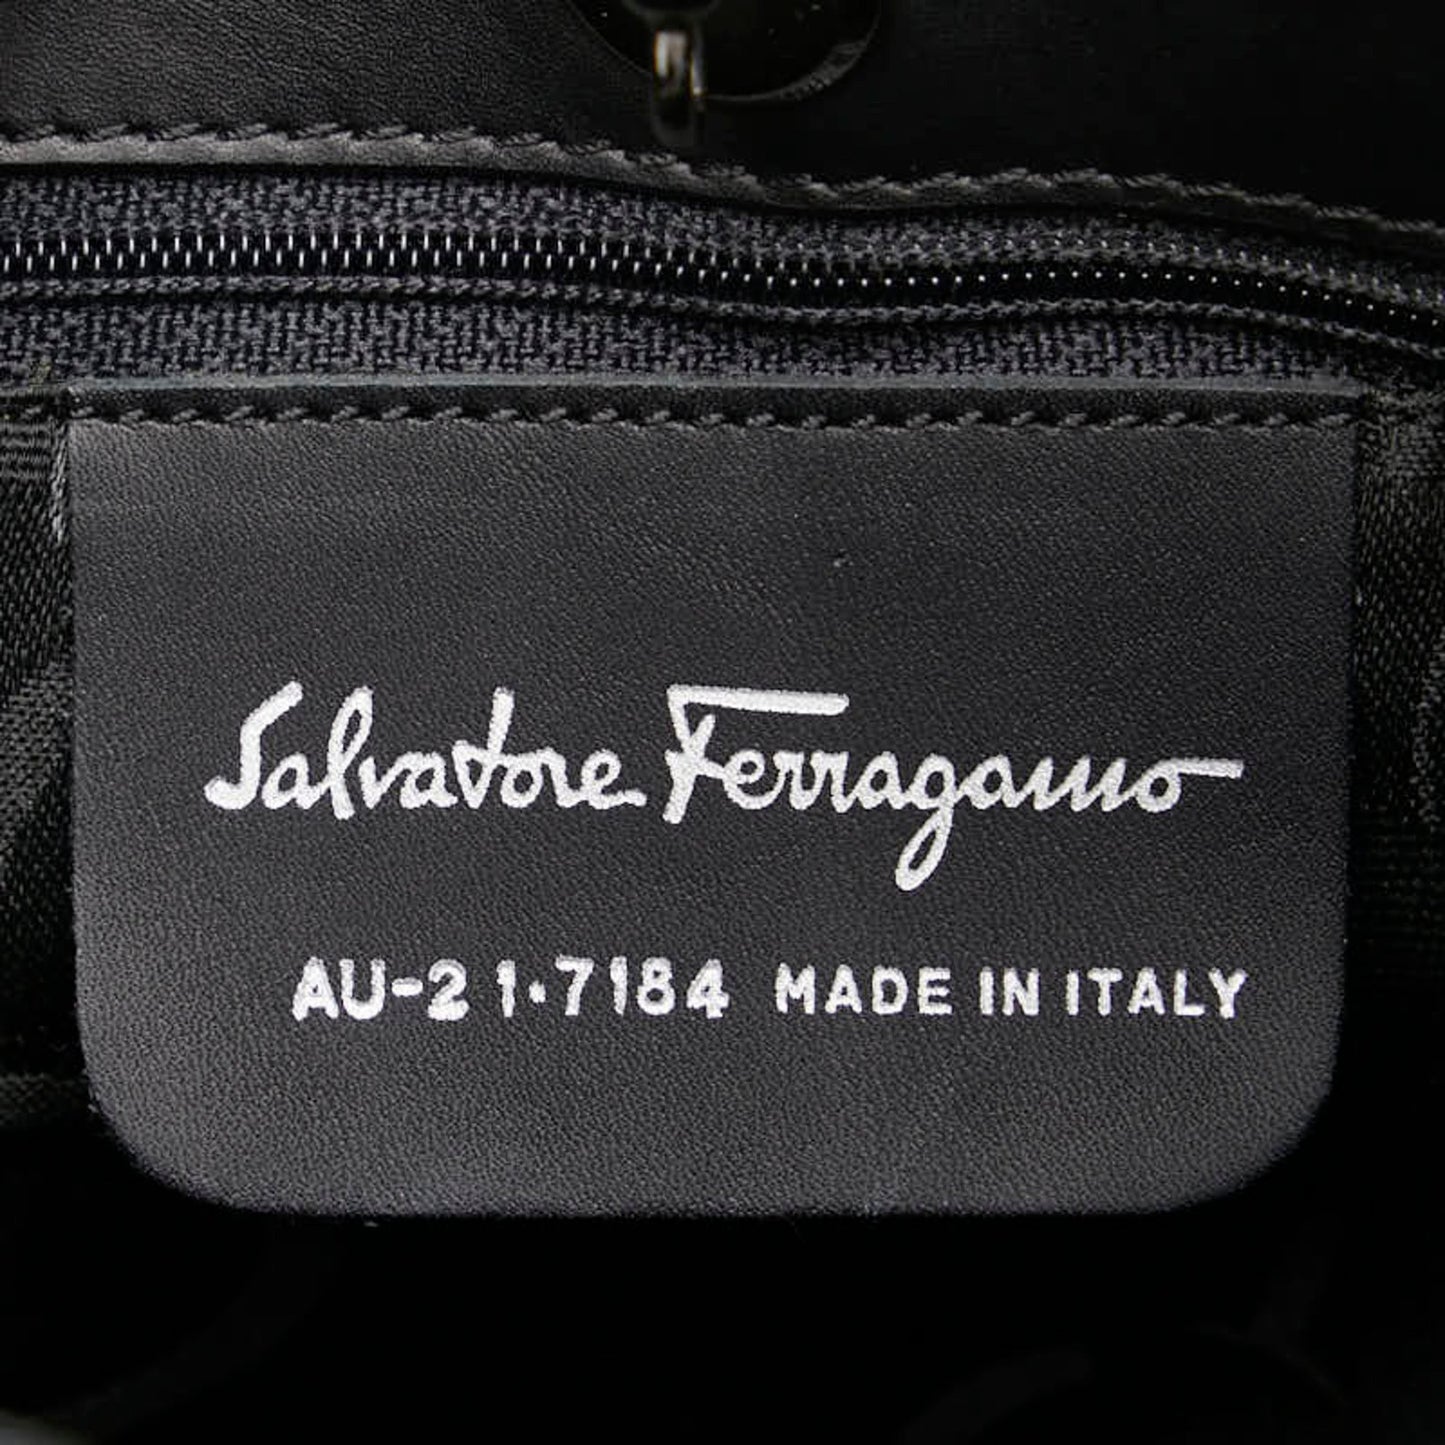 Salvatore Ferragamo
AU-21·7184 MADE IN ITALY